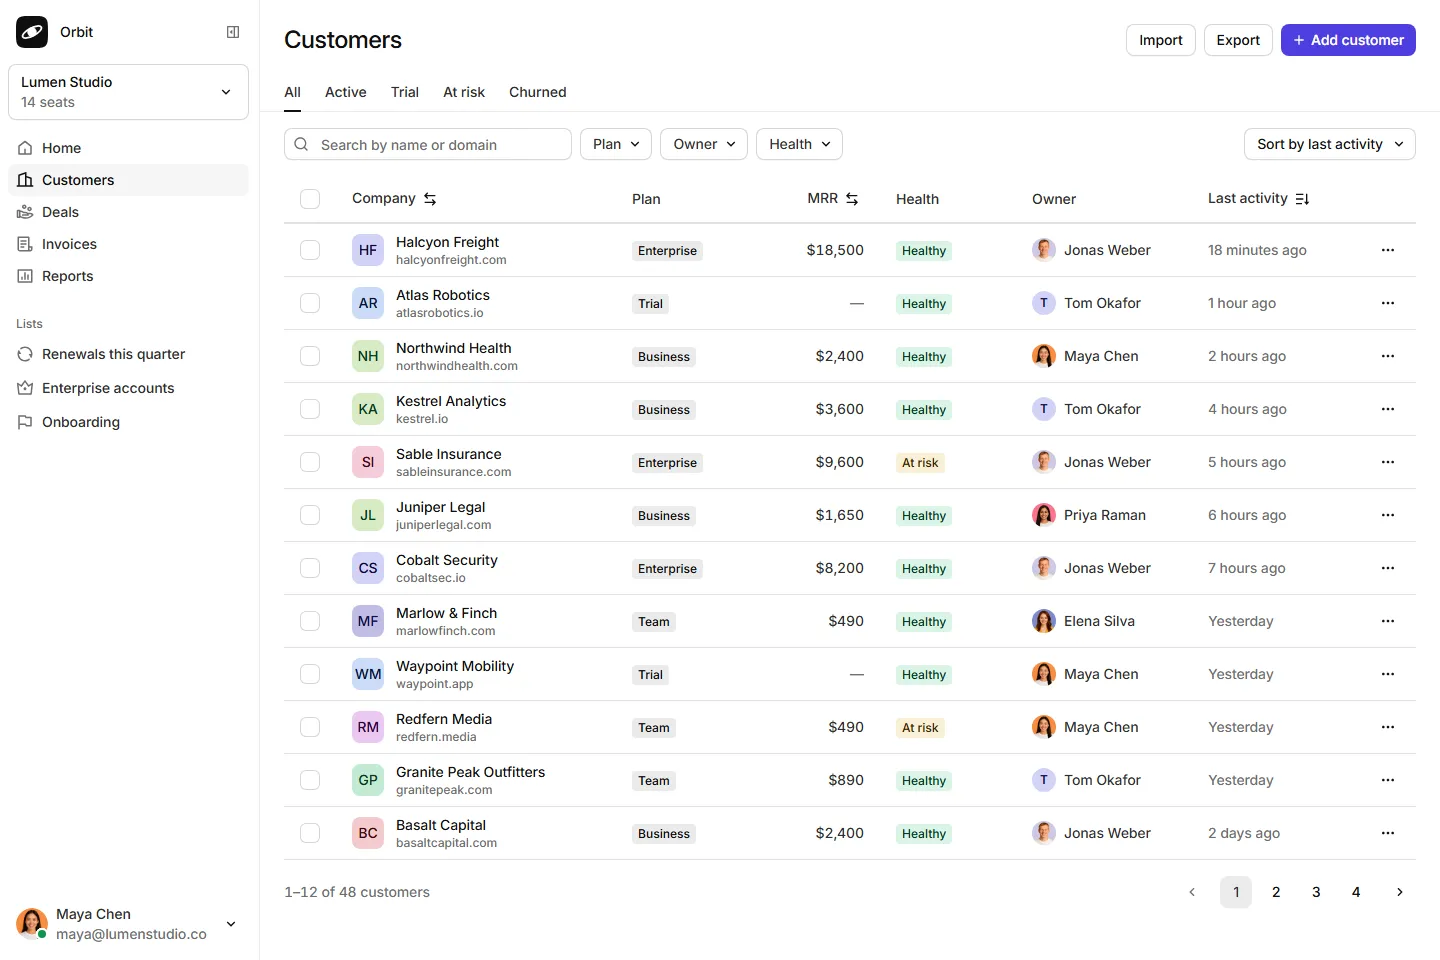 Orbit
Lumen Studio
14 seats
Home
Customers
Deals
Invoices
Reports
Lists
Renewals this quarter
Enterprise accounts
Onboarding
Maya Chen
maya@lumenstudio.co
Customers
Import
Export
+ Add customer
All Active Trial At risk Churned
Search by name or domain
Plan
Owner
Health
Sort by last activity
Company Plan MRR Health Owner Last activity
HF Halcyon Freight Enterprise $18,500 Healthy Jonas Weber 18 minutes ago
halcyonfreight.com
AR Atlas Robotics Trial — Healthy T Tom Okafor 1 hour ago
atlasrobotics.io
NH Northwind Health Business $2,400 Healthy Maya Chen 2 hours ago
northwindhealth.com
KA Kestrel Analytics Business $3,600 Healthy T Tom Okafor 4 hours ago
kestrel.io
SI Sable Insurance Enterprise $9,600 At risk Jonas Weber 5 hours ago
sableinsurance.com
JL Juniper Legal Business $1,650 Healthy Priya Raman 6 hours ago
juniperlegal.com
CS Cobalt Security Enterprise $8,200 Healthy Jonas Weber 7 hours ago
cobaltsec.io
MF Marlow & Finch Team $490 Healthy Elena Silva Yesterday
marlowfinch.com
WM Waypoint Mobility Trial — Healthy Maya Chen Yesterday
waypoint.app
RM Redfern Media Team $490 At risk Maya Chen Yesterday
redfern.media
GP Granite Peak Outfitters Team $890 Healthy T Tom Okafor Yesterday
granitepeak.com
BC Basalt Capital Business $2,400 Healthy Jonas Weber 2 days ago
basaltcapital.com
1–12 of 48 customers
1 2 3 4